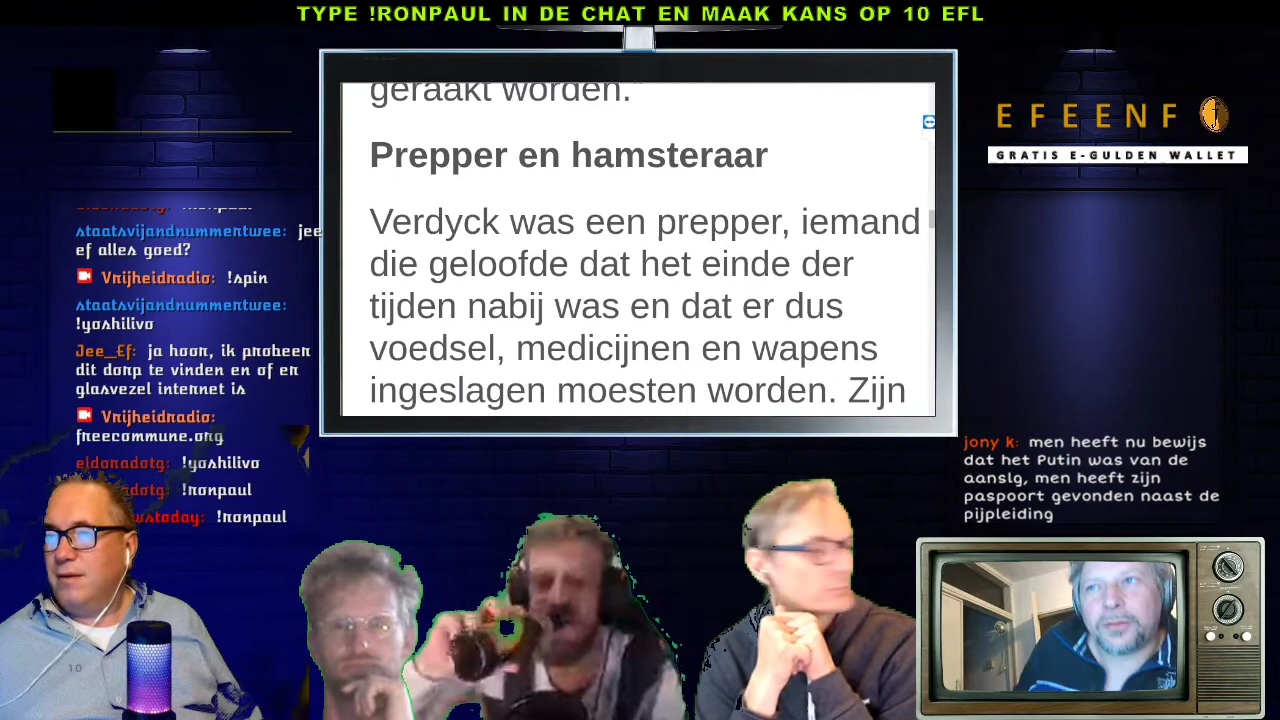 TYPE !RONPAUL IN DE CHAT EN MAAK KANS OP 10 EFL
geraakt worden."
Prepper en hamsteraar
Verdyck was een prepper, iemand
die geloofde dat het einde der
tijden nabij was en dat er dus
voedsel, medicijnen en wapens
ingeslagen moesten worden. Zijn
EFEENF
GRATIS E-GULDEN WALLET
staatsvijandnummertwee: jee
ef alles goed?
Vrijheidradio: !spin
staatsvijandnummertwee:
!yoshilivo
Jee_Ef: ja hoor, ik probeer
dit dorp te vinden en of er
glasvezel internet is
Vrijheidradio:
freecommune.org
eldoradotg: !yoshilivo
adotg: !ronpaul
wstoday: !ronpaul
jony k: men heeft nu bewijs
dat het Putin was van de
aanslg, men heeft zijn
paspoort gevonden naast de
pijpleiding
10